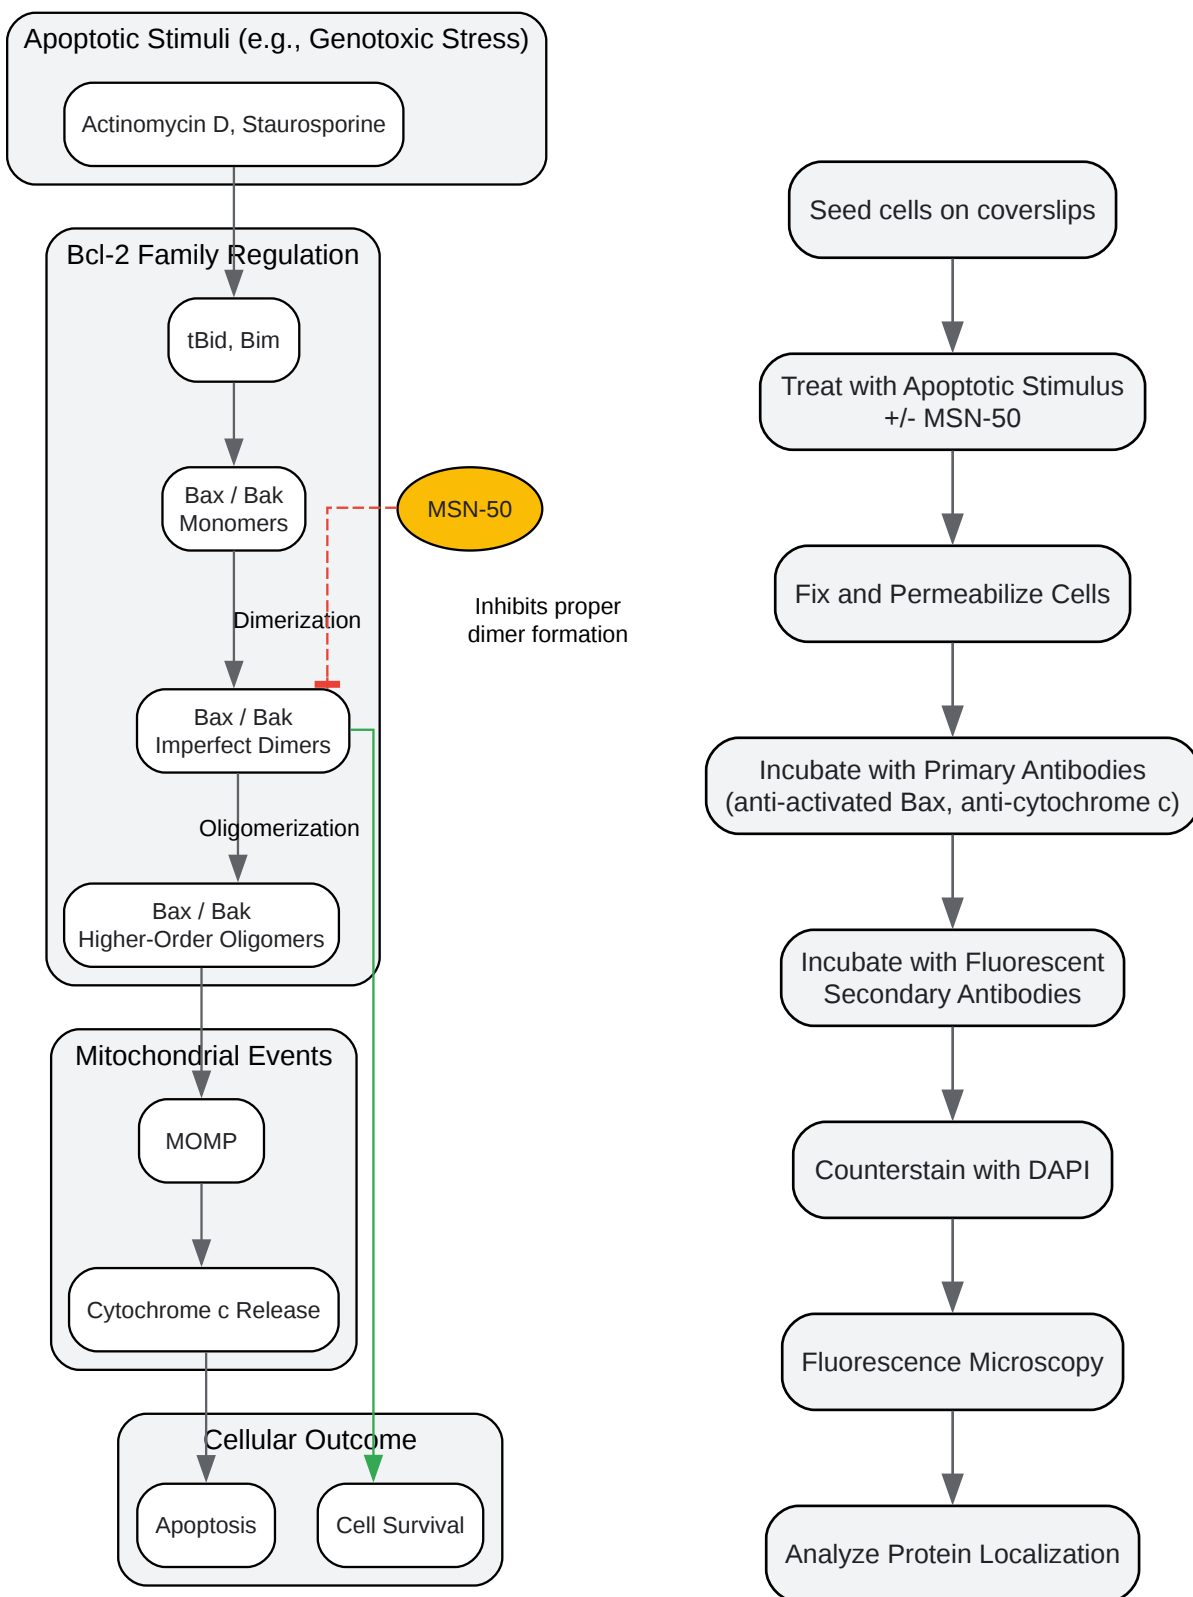 Apoptotic Stimuli (e.g., Genotoxic Stress)
Actinomycin D, Staurosporine
Bcl-2 Family Regulation
tBid, Bim
Bax / Bak
Monomers
MSN-50
Dimerization
Inhibits proper
dimer formation
Bax / Bak
Imperfect Dimers
Oligomerization
Bax / Bak
Higher-Order Oligomers
Mitochondrial Events
MOMP
Cytochrome c Release
Cellular Outcome
Apoptosis
Cell Survival
Seed cells on coverslips
Treat with Apoptotic Stimulus
+/- MSN-50
Fix and Permeabilize Cells
Incubate with Primary Antibodies
(anti-activated Bax, anti-cytochrome c)
Incubate with Fluorescent
Secondary Antibodies
Counterstain with DAPI
Fluorescence Microscopy
Analyze Protein Localization